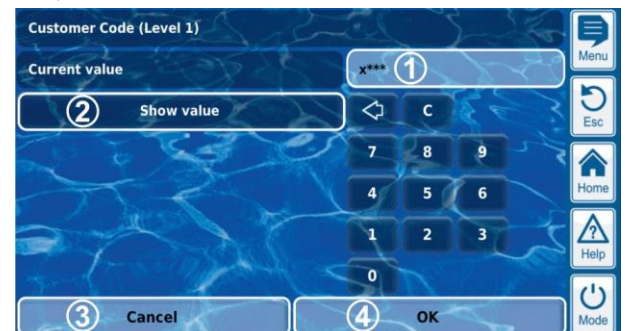 Customer Code (Level 1)
Menu
Current value
x***
1
2
Show value
C
Esc
7 8 9
Home
4 5 6
1 2 3
?
Help
0
3
Cancel
4
OK
Mode